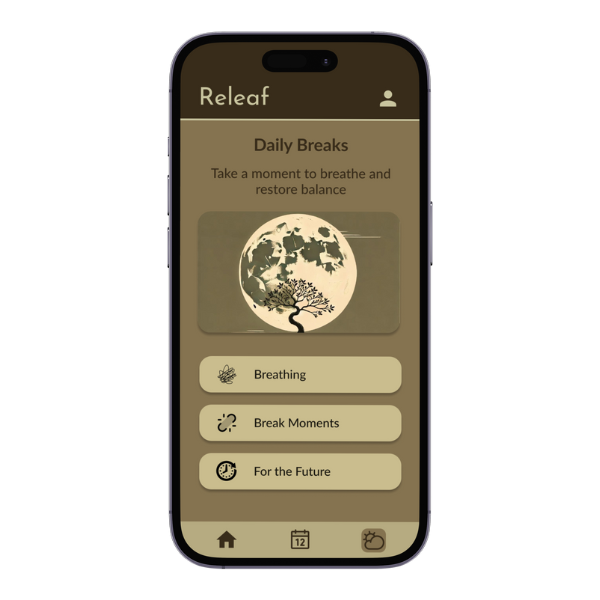 Releaf
Daily Breaks
Take a moment to breathe and
restore balance
Breathing
Break Moments
For the Future
12